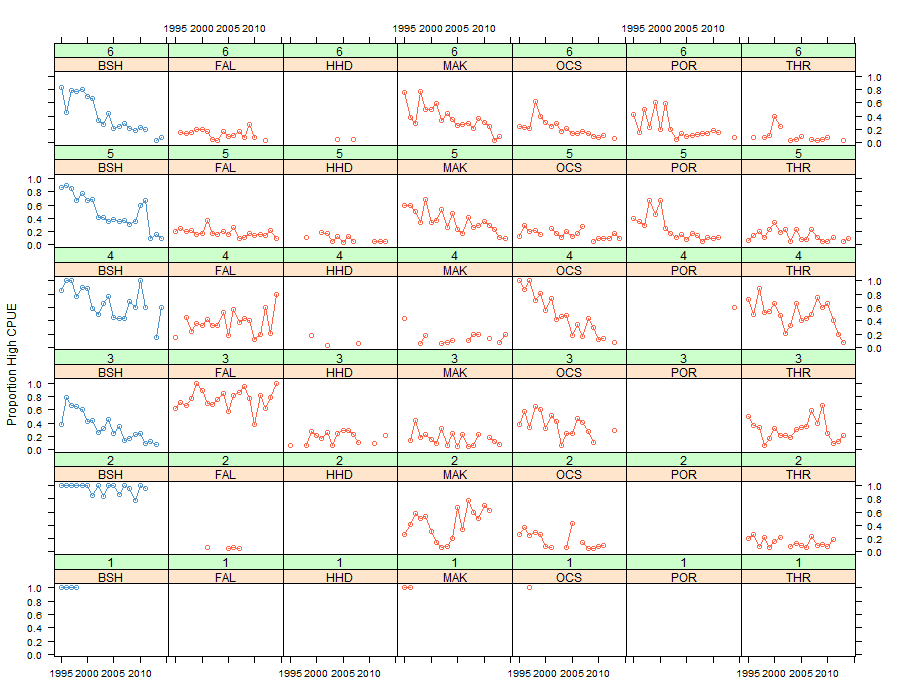 1995 2000 2005 2010 1995 2000 2005 2010 1995 2000 2005 2010
6 6 6 6 6 6 6
BSH FAL HHD MAK OCS POR THR
1.0
0.8
0.6
0.4
0.2
0.0
5 5 5 5 5 5 5
BSH FAL HHD MAK OCS POR THR
1.0
0.8
0.6
0.4
0.2
0.0
4 4 4 4 4 4 4
BSH FAL HHD MAK OCS POR THR
1.0
0.8
0.6
0.4
0.2
0.0
Proportion High CPUE
3 3 3 3 3 3 3
BSH FAL HHD MAK OCS POR THR
1.0
0.8
0.6
0.4
0.2
0.0
2 2 2 2 2 2 2
BSH FAL HHD MAK OCS POR THR
1.0
0.8
0.6
0.4
0.2
0.0
1 1 1 1 1 1 1
BSH FAL HHD MAK OCS POR THR
1.0
0.8
0.6
0.4
0.2
0.0
1995 2000 2005 2010 1995 2000 2005 2010 1995 2000 2005 2010 1995 2000 2005 2010